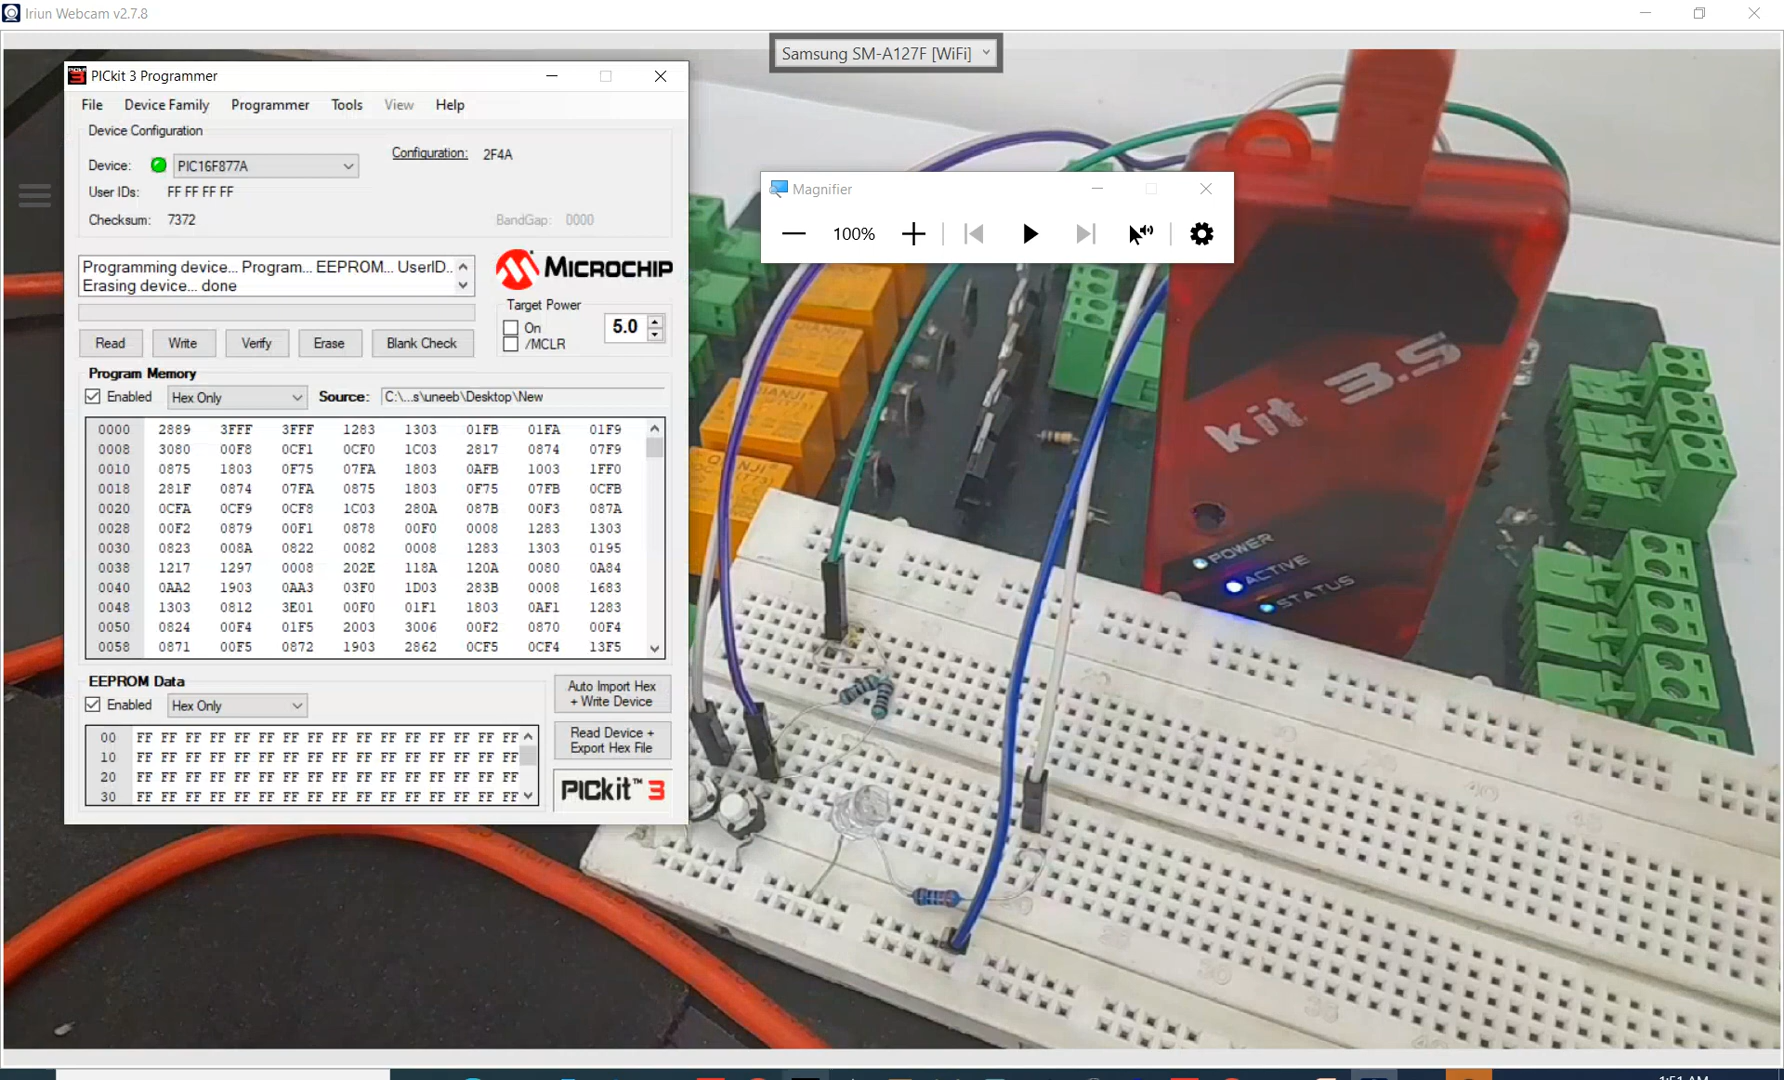 Iriun Webcam v2.7.8
Samsung SM-A127F [WiFi]
PICkit 3 Programmer
File Device Family Programmer Tools View Help
Device Configuration
Device: PIC16F877A
Configuration: 2F4A
User IDs: FF FF FF FF
Checksum: 7372
BandGap: 0000
Programming device... Program... EEPROM... UserID..
Erasing device... done
MICROCHIP
Target Power
On
/MCLR
5.0
Read Write Verify Erase Blank Check
Program Memory
Enabled Hex Only Source: C:\...s\uneeb\Desktop\New
0000 2889 3FFF 3FFF 1283 1303 01FB 01FA 01F9
0008 3080 00F8 0CF1 0CF0 1C03 2817 0874 07F9
0010 0875 1803 0F75 07FA 1803 0AFB 1003 1FF0
0018 281F 0874 07FA 0875 1803 0F75 07FB 0CFB
0020 0CFA 0CF9 0CF8 1C03 280A 087B 00F3 087A
0028 00F2 0879 00F1 0878 00F0 0008 1283 1303
0030 0823 008A 0822 0082 0008 1283 1303 0195
0038 1217 1297 0008 202E 118A 120A 0080 0A84
0040 0AA2 1903 0AA3 03F0 1D03 283B 0008 1683
0048 1303 0812 3E01 00F0 01F1 1803 0AF1 1283
0050 0824 00F4 01F5 2003 3006 00F2 0870 00F4
0058 0871 00F5 0872 1903 2862 0CF5 0CF4 13F5
EEPROM Data
Enabled Hex Only
00 FF FF FF FF FF FF FF FF FF FF FF FF FF FF FF FF
10 FF FF FF FF FF FF FF FF FF FF FF FF FF FF FF FF
20 FF FF FF FF FF FF FF FF FF FF FF FF FF FF FF FF
30 FF FF FF FF FF FF FF FF FF FF FF FF FF FF FF FF
Auto Import Hex
+ Write Device
Read Device +
Export Hex File
PICkit™ 3
Magnifier
100%
kit 3.5
POWER
ACTIVE
STATUS